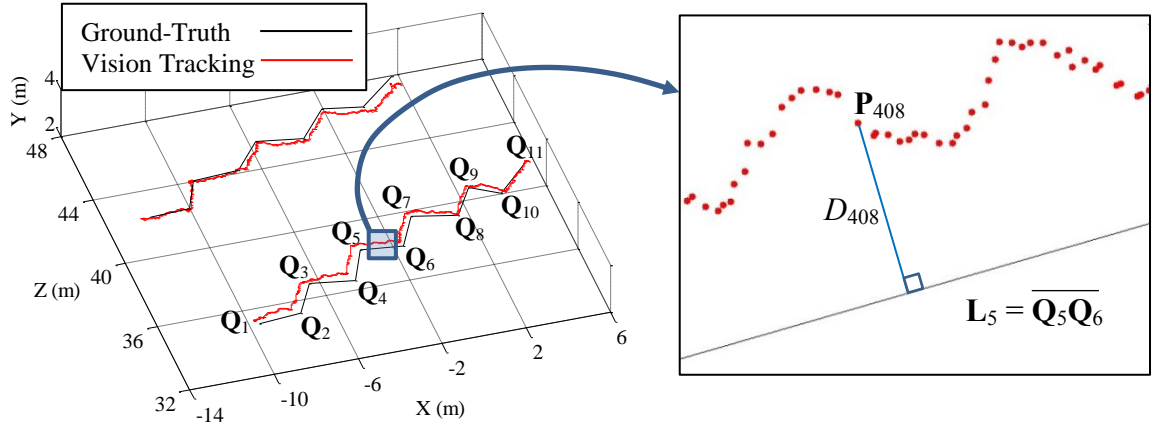 Ground-Truth
Vision Tracking
Y (m)
4
2
48
44
40
Z (m)
36
32
-14
-10
-6
-2
2
6
X (m)
Q1
Q2
Q3
Q4
Q5
Q6
Q7
Q8
Q9
Q10
Q11
P408
D408
L5 = Q5Q6